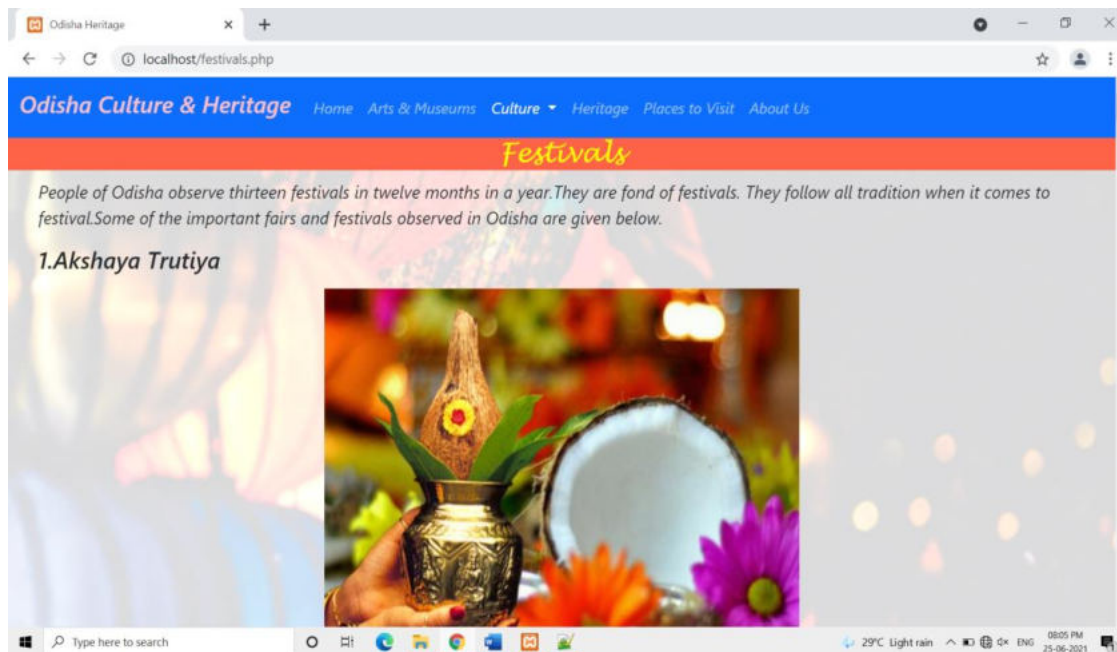 Odisha Heritage
localhost/festivals.php
Odisha Culture & Heritage Home Arts & Museums Culture Heritage Places to Visit About Us
Festivals
People of Odisha observe thirteen festivals in twelve months in a year.They are fond of festivals. They follow all tradition when it comes to
festival.Some of the important fairs and festivals observed in Odisha are given below.
1.Akshaya Trutiya
Type here to search
29°C Light rain
ENG
08:05 PM
25-06-2021